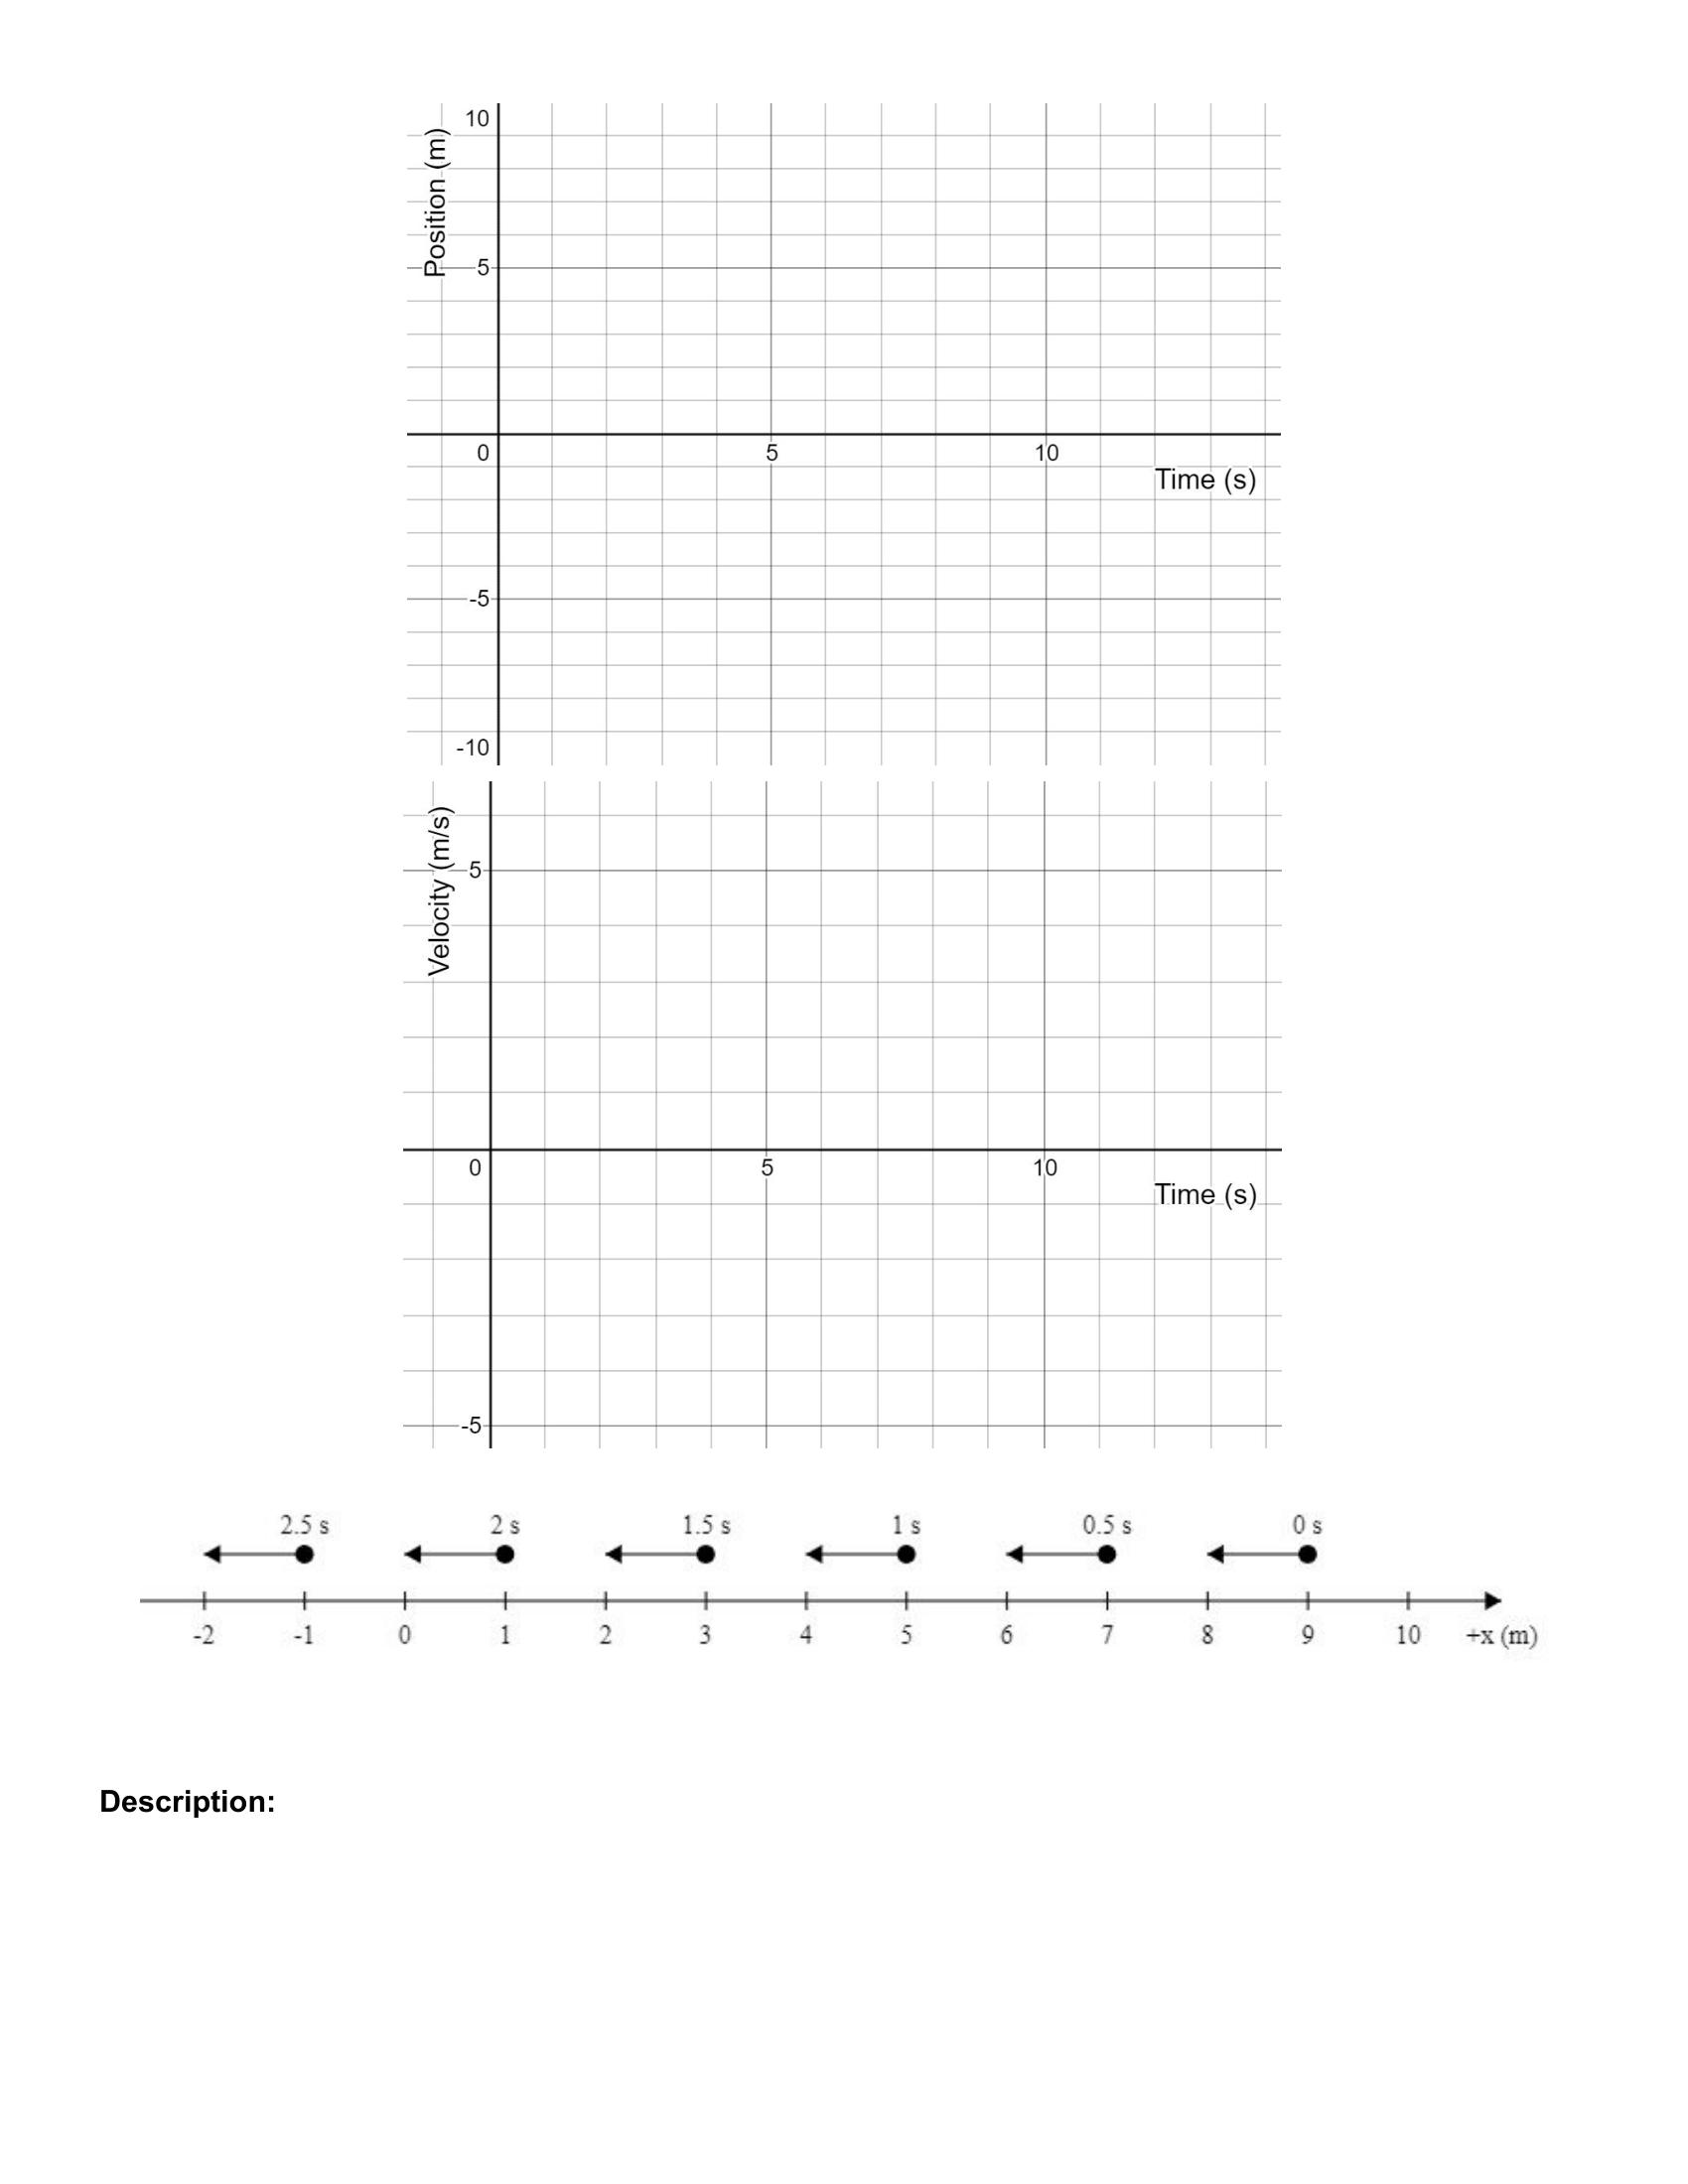 10
Position (m)
5
0 5 10
Time (s)
-5
-10
Velocity (m/s)
5
0 5 10
Time (s)
-5
2.5 s 2 s 1.5 s 1 s 0.5 s 0 s
-2 -1 0 1 2 3 4 5 6 7 8 9 10 +x (m)
Description: